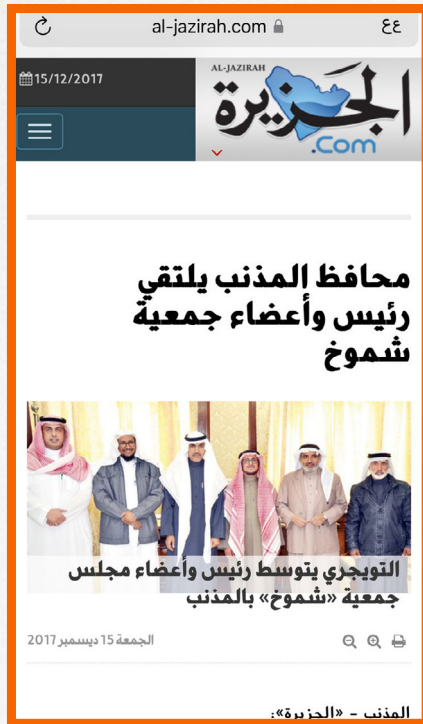 عع al-jazirah.com
15/12/2017
AL-JAZIRAH
الجزيرة
.Com
محافظ المذنب يلتقي
رئيس وأعضاء جمعية
شموخ
التويجري يتوسط رئيس وأعضاء مجلس
جمعية «شموخ» بالمذنب
الجمعة 15 ديسمبر 2017
المذنب – «الجزيرة»: